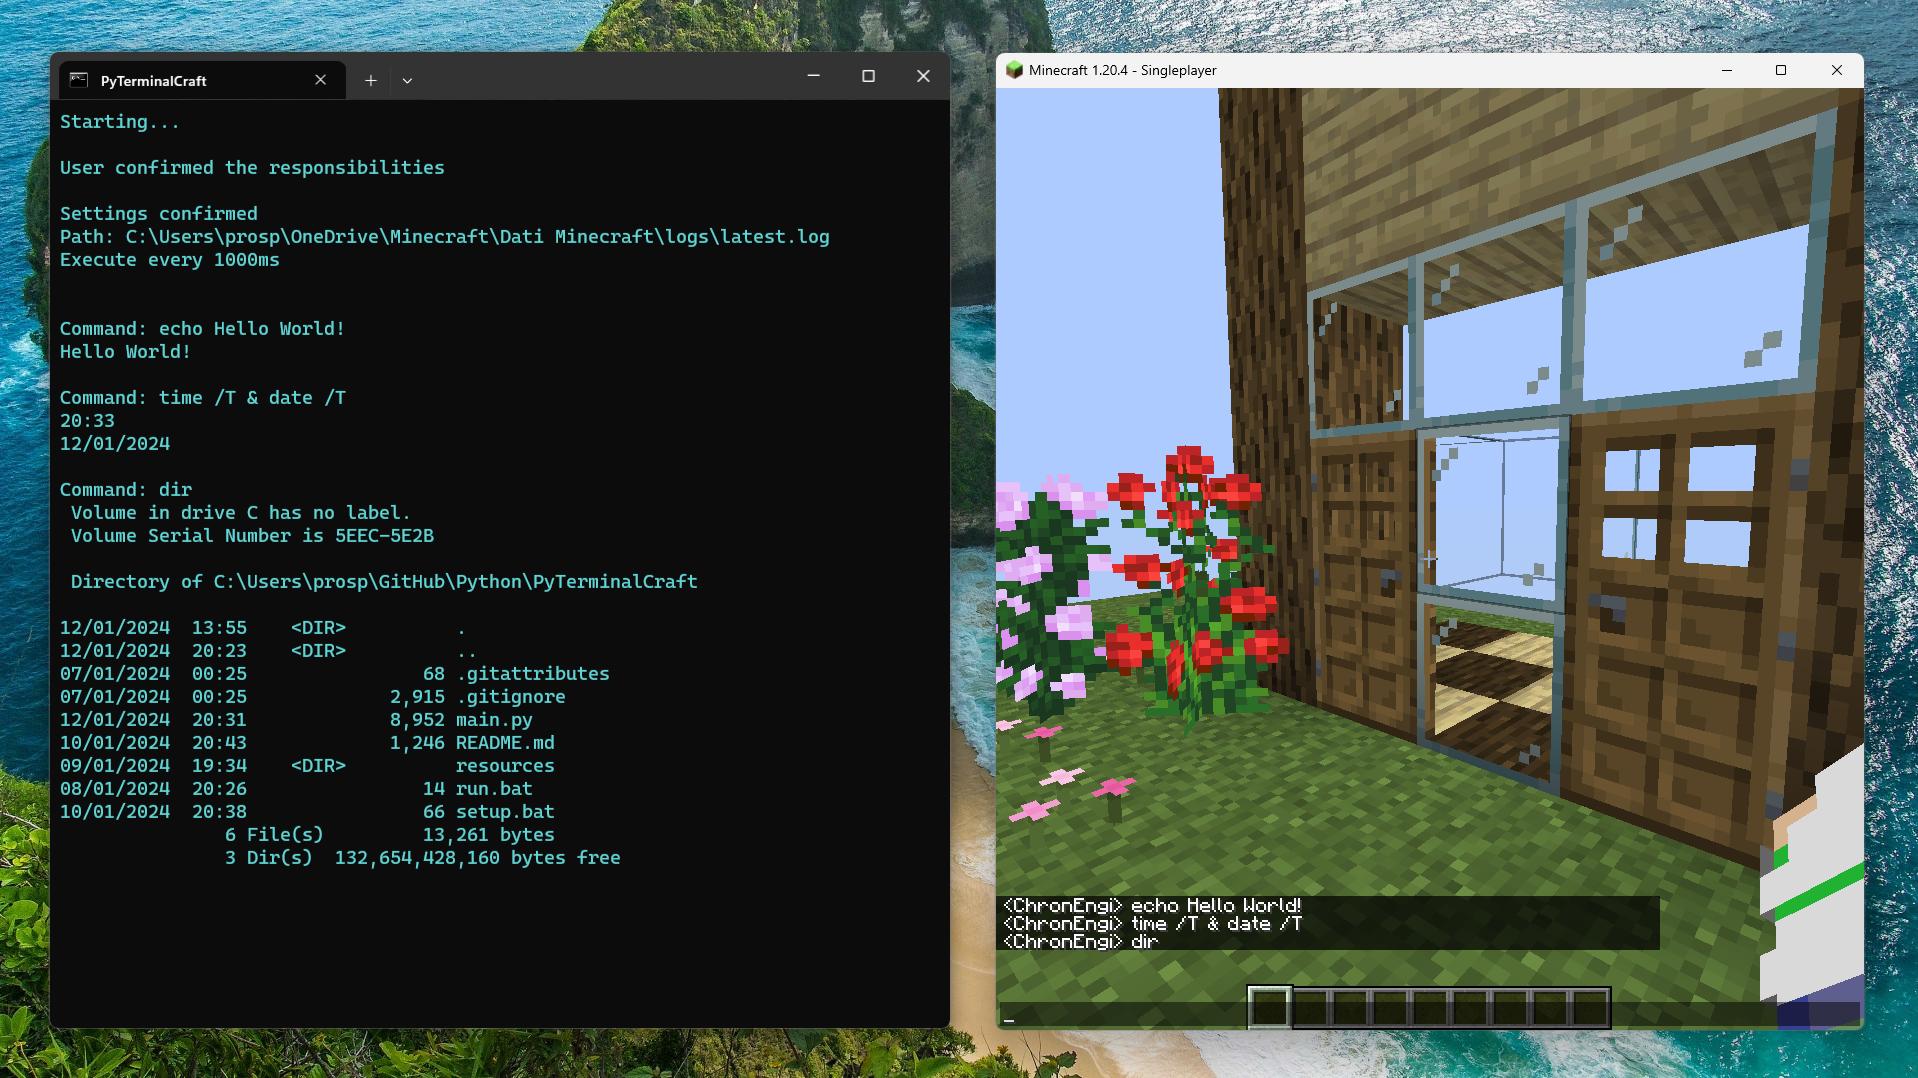 PyTerminalCraft
Starting...
User confirmed the responsibilities
Settings confirmed
Path: C:\Users\prosp\OneDrive\Minecraft\Dati Minecraft\logs\latest.log
Execute every 1000ms
Command: echo Hello World!
Hello World!
Command: time /T & date /T
20:33
12/01/2024
Command: dir
Volume in drive C has no label.
Volume Serial Number is 5EEC-5E2B
Directory of C:\Users\prosp\GitHub\Python\PyTerminalCraft
12/01/2024  13:55    <DIR>          .
12/01/2024  20:23    <DIR>          ..
07/01/2024  00:25                68 .gitattributes
07/01/2024  00:25             2,915 .gitignore
12/01/2024  20:31             8,952 main.py
10/01/2024  20:43             1,246 README.md
09/01/2024  19:34    <DIR>          resources
08/01/2024  20:26                14 run.bat
10/01/2024  20:38                66 setup.bat
6 File(s)         13,261 bytes
3 Dir(s)  132,654,428,160 bytes free
Minecraft 1.20.4 - Singleplayer
<ChronEngi> echo Hello World!
<ChronEngi> time /T & date /T
<ChronEngi> dir
_